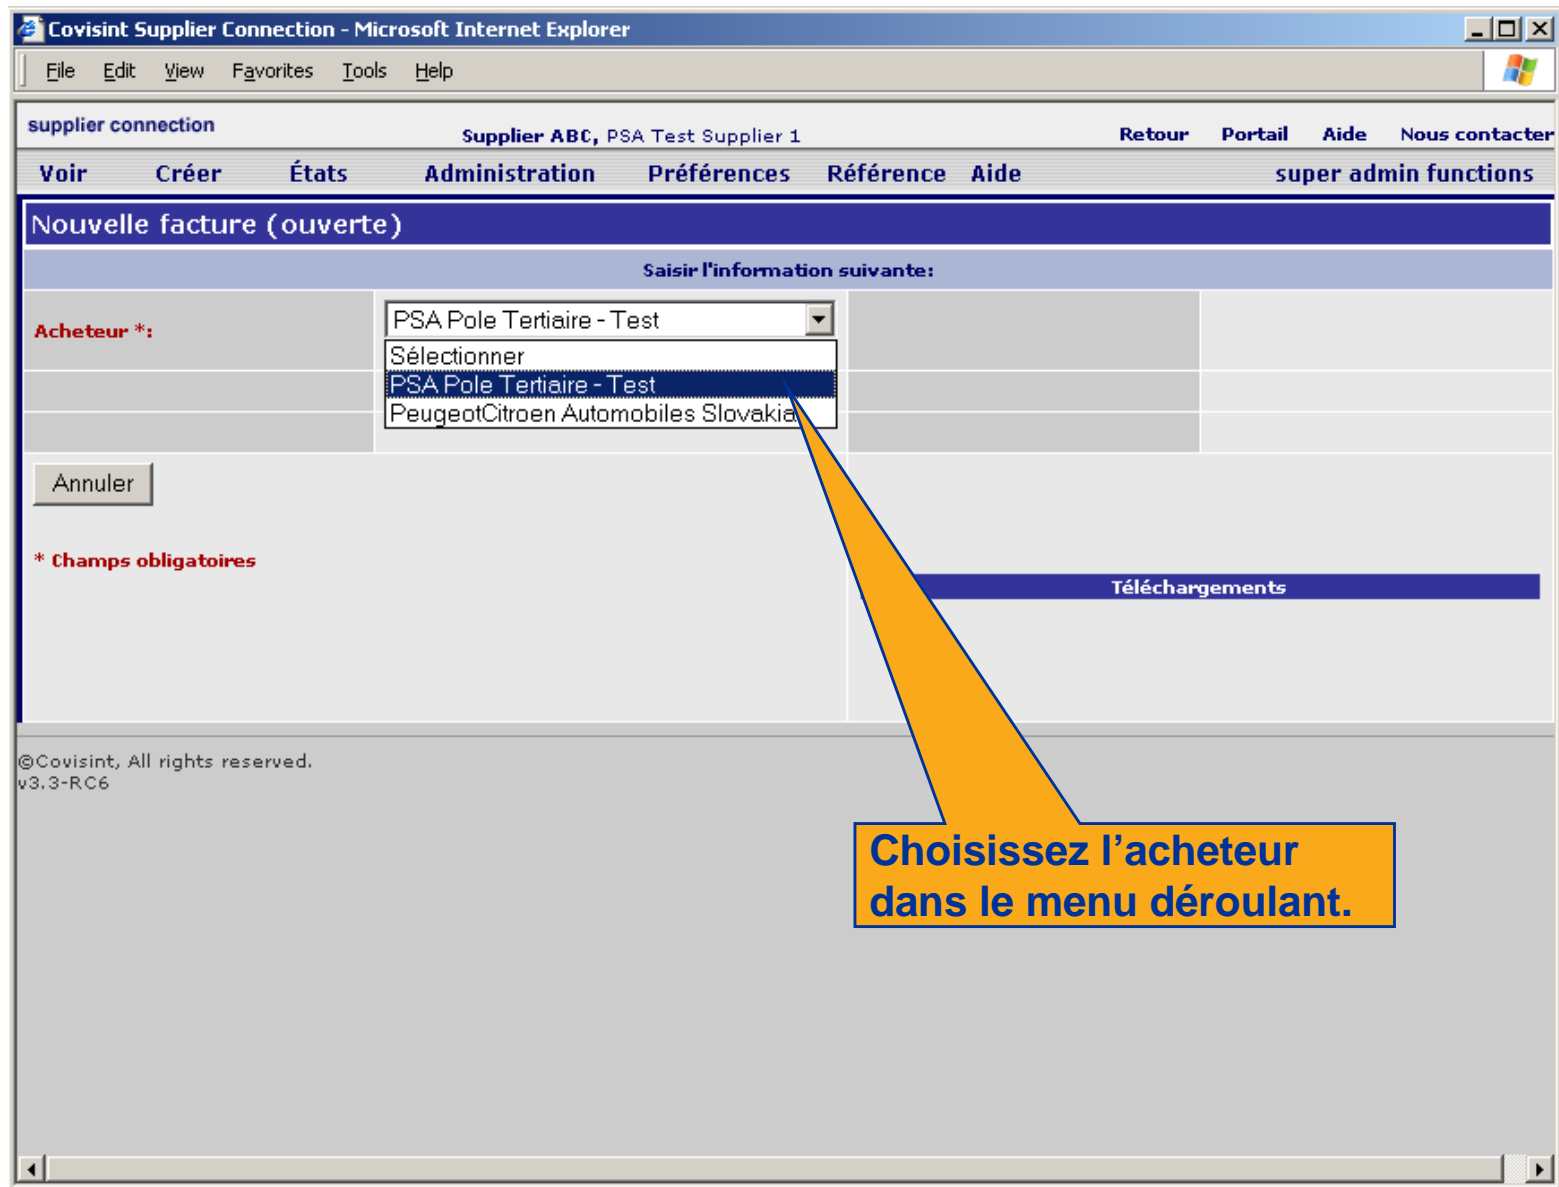 Covisint Supplier Connection - Microsoft Internet Explorer
File Edit View Favorites Tools Help
supplier connection
Supplier ABC, PSA Test Supplier 1
Retour Portail Aide Nous contacter
Voir Créer États Administration Préférences Référence Aide super admin functions
Nouvelle facture (ouverte)
Saisir l'information suivante:
Acheteur *:
PSA Pole Tertiaire - Test
Sélectionner
PSA Pole Tertiaire - Test
PeugeotCitroen Automobiles Slovakia
Annuler
* Champs obligatoires
Téléchargements
©Covisint, All rights reserved.
v3.3-RC6
Choisissez l’acheteur
dans le menu déroulant.